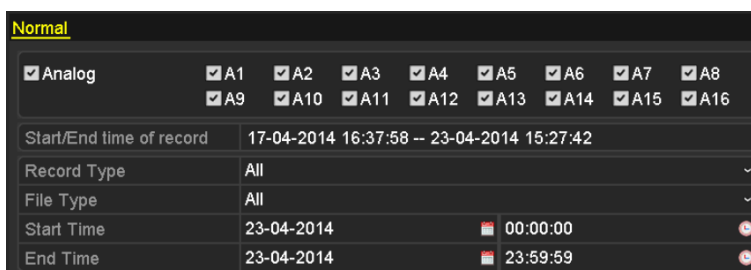 Normal
Analog A1 A2 A3 A4 A5 A6 A7 A8
A9 A10 A11 A12 A13 A14 A15 A16
Start/End time of record 17-04-2014 16:37:58 -- 23-04-2014 15:27:42
Record Type All
File Type All
Start Time 23-04-2014 00:00:00
End Time 23-04-2014 23:59:59